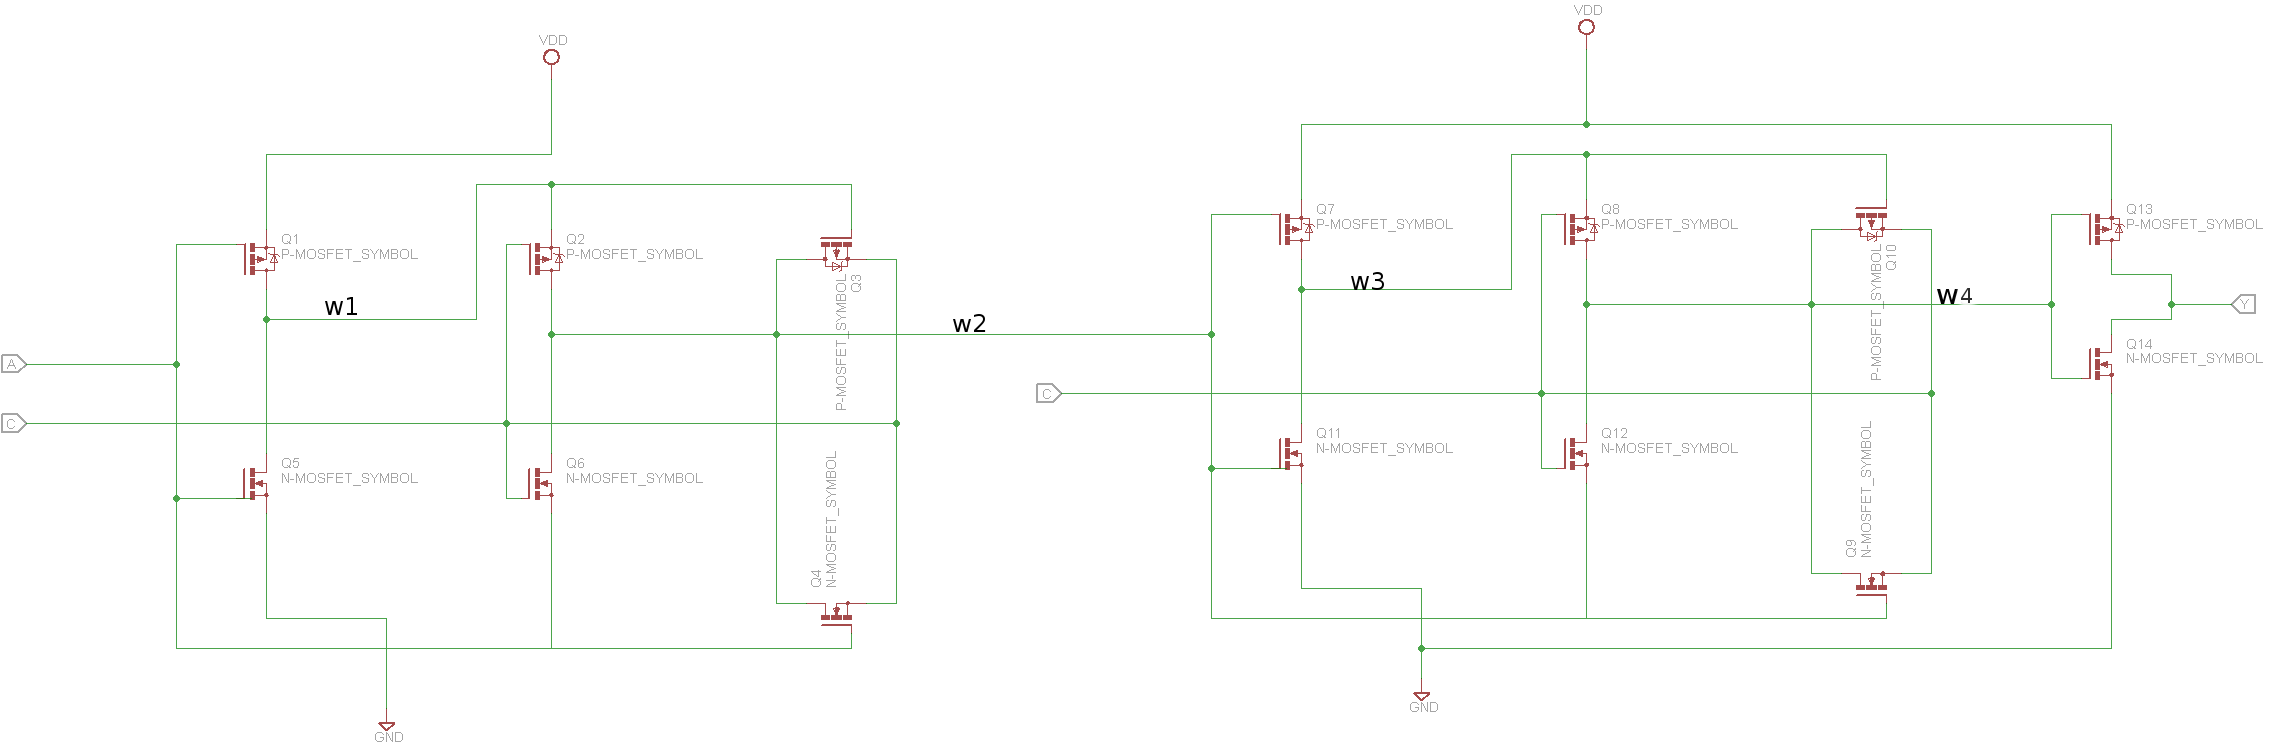 VDD
VDD
Q1
P-MOSFET_SYMBOL
Q2
P-MOSFET_SYMBOL
Q3
P-MOSFET_SYMBOL
w1
w2
A
C
Q5
N-MOSFET_SYMBOL
Q6
N-MOSFET_SYMBOL
Q4
N-MOSFET_SYMBOL
GND
Q7
P-MOSFET_SYMBOL
Q8
P-MOSFET_SYMBOL
Q10
P-MOSFET_SYMBOL
Q13
P-MOSFET_SYMBOL
w3
w4
Y
Q14
N-MOSFET_SYMBOL
C
Q11
N-MOSFET_SYMBOL
Q12
N-MOSFET_SYMBOL
Q9
N-MOSFET_SYMBOL
GND